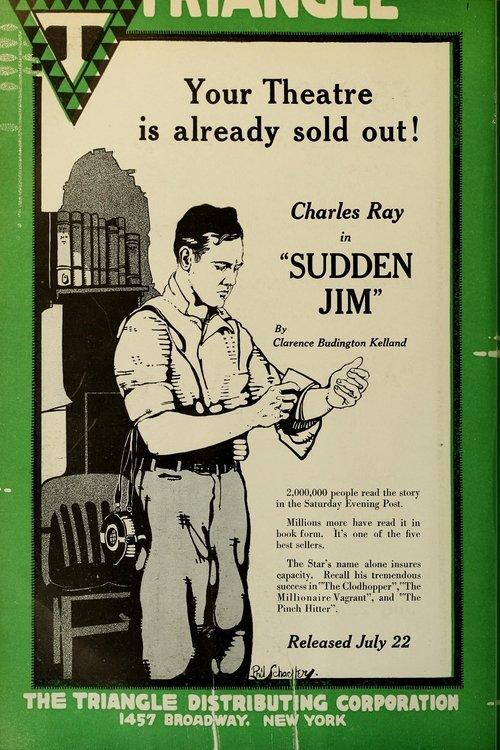 TRIANGLE
T
Your Theatre
is already sold out!
Charles Ray
in
"SUDDEN
JIM"
By
Clarence Budington Kelland
2,000,000 people read the story
in the Saturday Evening Post.
Millions more have read it in
book form. It's one of the five
best sellers.
The Star's name alone insures
capacity. Recall his tremendous
success in "The Clodhopper", "The
Millionaire Vagrant", and "The
Pinch Hitter".
Released July 22
THE TRIANGLE DISTRIBUTING CORPORATION
1457 BROADWAY, NEW YORK